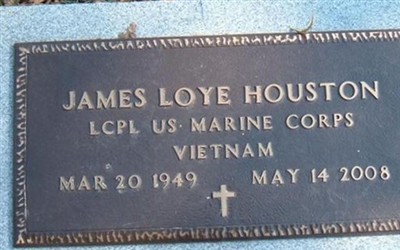 JAMES LOYE HOUSTON
LCPL US MARINE CORPS
VIETNAM
MAR 20 1949 MAY 14 2008